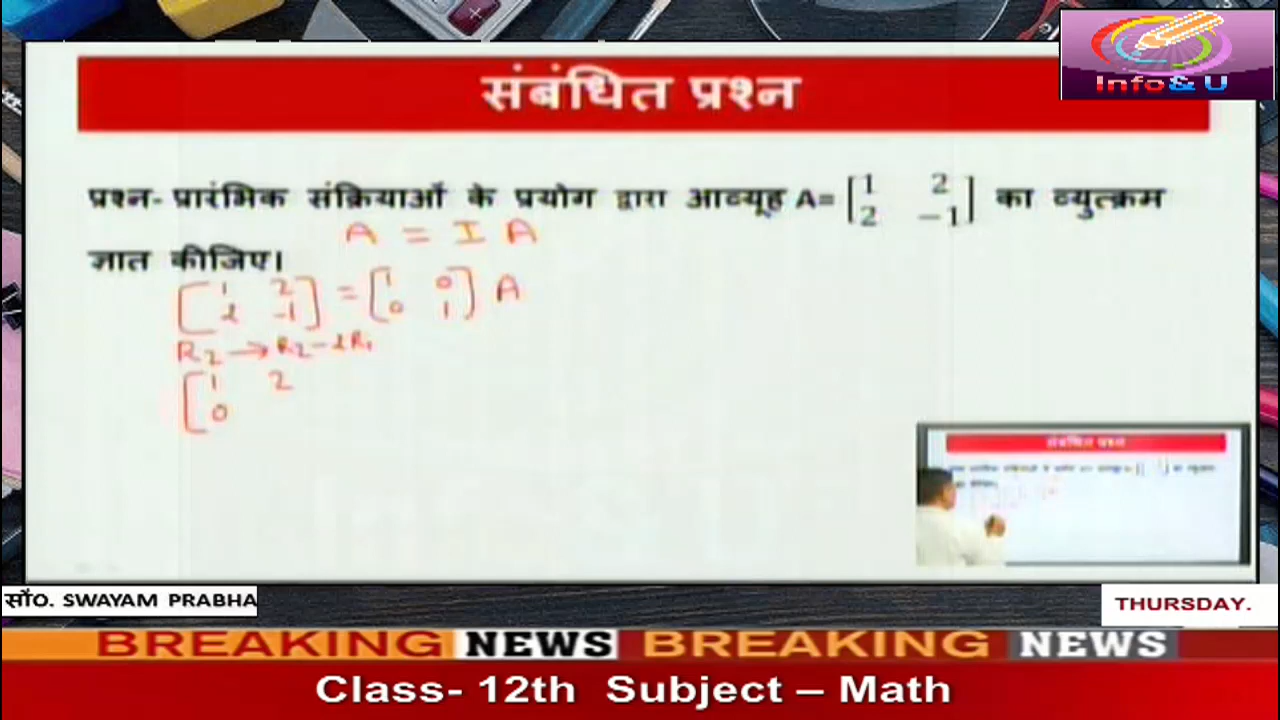 Info& U
संबंधित प्रश्न
प्रश्न- प्रारंभिक संक्रियाओं के प्रयोग द्वारा आव्यूह A= [1 2
2 −1] का व्युत्क्रम
ज्ञात कीजिए।
A = I A
[1 2
2 -1] = [1 0
0 1] A
R2 → R2-2R1
[1 2
0
संबंधित प्रश्न
सौO. SWAYAM PRABHA
THURSDAY.
BREAKING NEWS BREAKING NEWS
Class- 12th Subject – Math